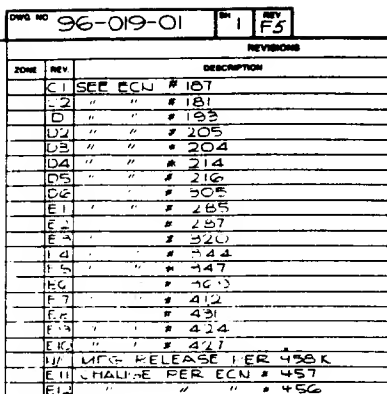 DWG NO 96-019-01 SH 1 REV F5
REVISIONS
ZONE REV. DESCRIPTION
C1 SEE ECN # 187
C2 " " # 181
D " " # 193
D2 " " # 205
D3 " " # 204
D4 " " # 214
D5 " " # 216
D6 " " # 305
E1 " " # 285
E2 " " # 287
E3 " " # 320
E4 " " # 344
E5 " " # 347
E6 " " #
E7 " " # 412
E8 " " # 431
E9 " " # 424
E10 " " # 427
MFG RELEASE PER 438K
E11 CHANGE PER ECN # 457
E12 " " " # 456